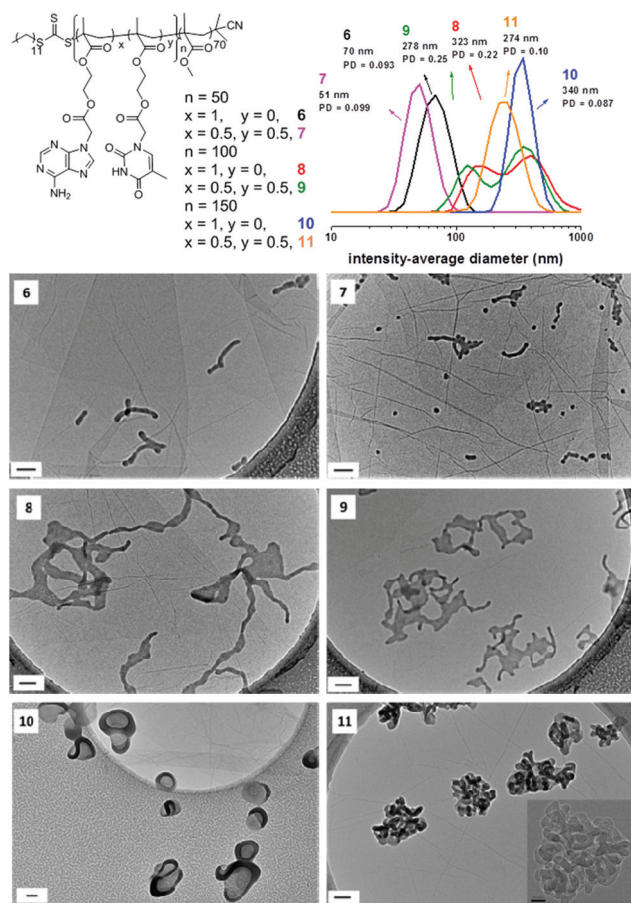 S S S x y n 70 CN
11 S O O O O O O
O O O O
N N N O N
N N HN
NH₂ O
n = 50
x = 1, y = 0, 6
x = 0.5, y = 0.5, 7
n = 100
x = 1, y = 0, 8
x = 0.5, y = 0.5, 9
n = 150
x = 1, y = 0, 10
x = 0.5, y = 0.5, 11
6
70 nm
PD = 0.093
9
278 nm
PD = 0.25
8
323 nm
PD = 0.22
11
274 nm
PD = 0.10
7
51 nm
PD = 0.099
10
340 nm
PD = 0.087
10 100 1000
intensity-average diameter (nm)
6
7
8
9
10
11